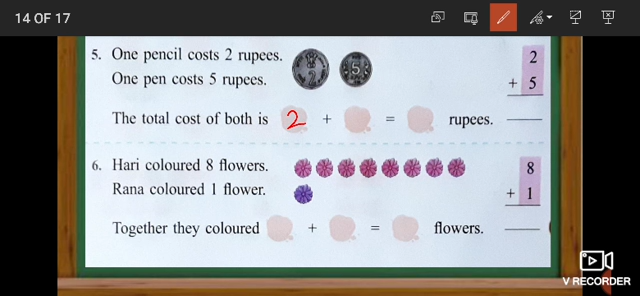 14 OF 17
5. One pencil costs 2 rupees.
One pen costs 5 rupees.
2
5
2
+ 5
The total cost of both is 2 + = rupees.
6. Hari coloured 8 flowers.
Rana coloured 1 flower.
8
+ 1
Together they coloured + = flowers.
V RECORDER